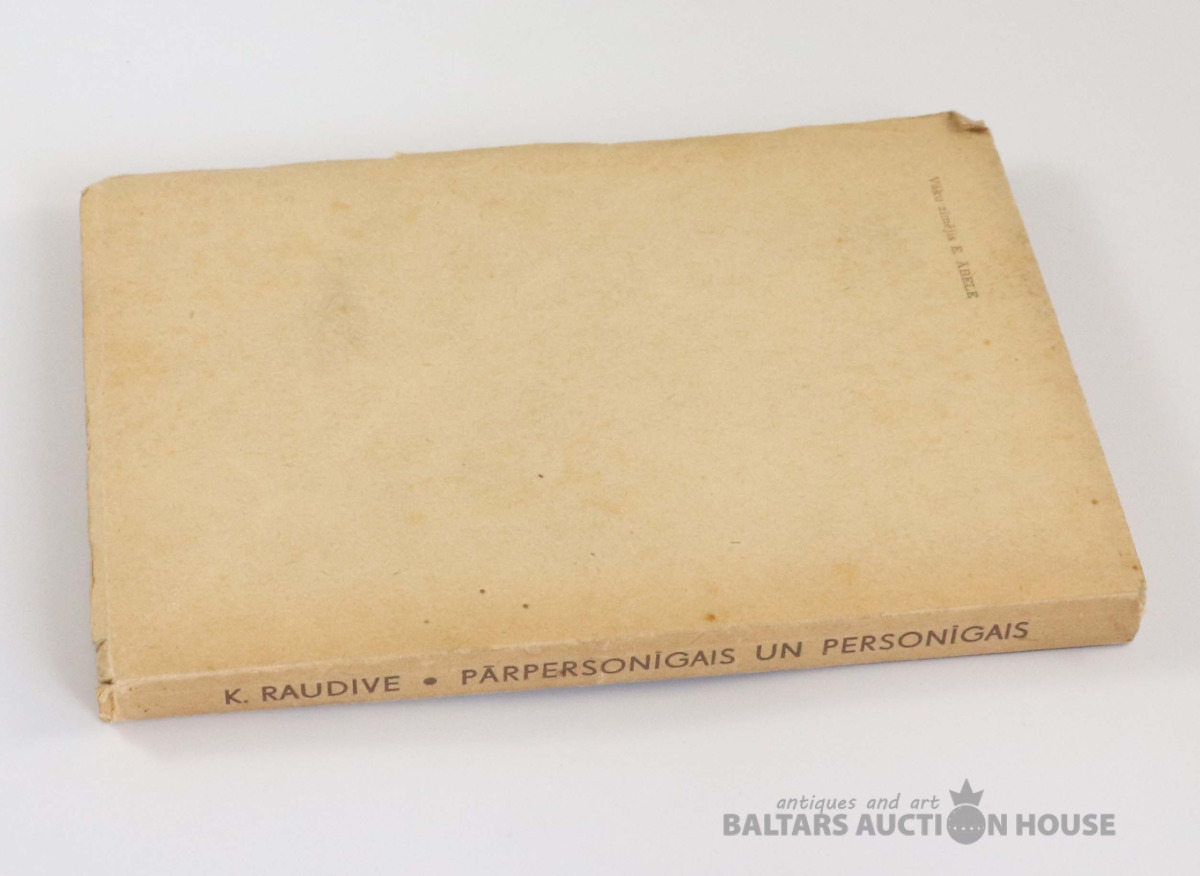 Vāku zīmējis E. ĀBELE
K. RAUDIVE • PĀRPERSONĪGAIS UN PERSONĪGAIS
antiques and art
BALTARS AUCTION HOUSE